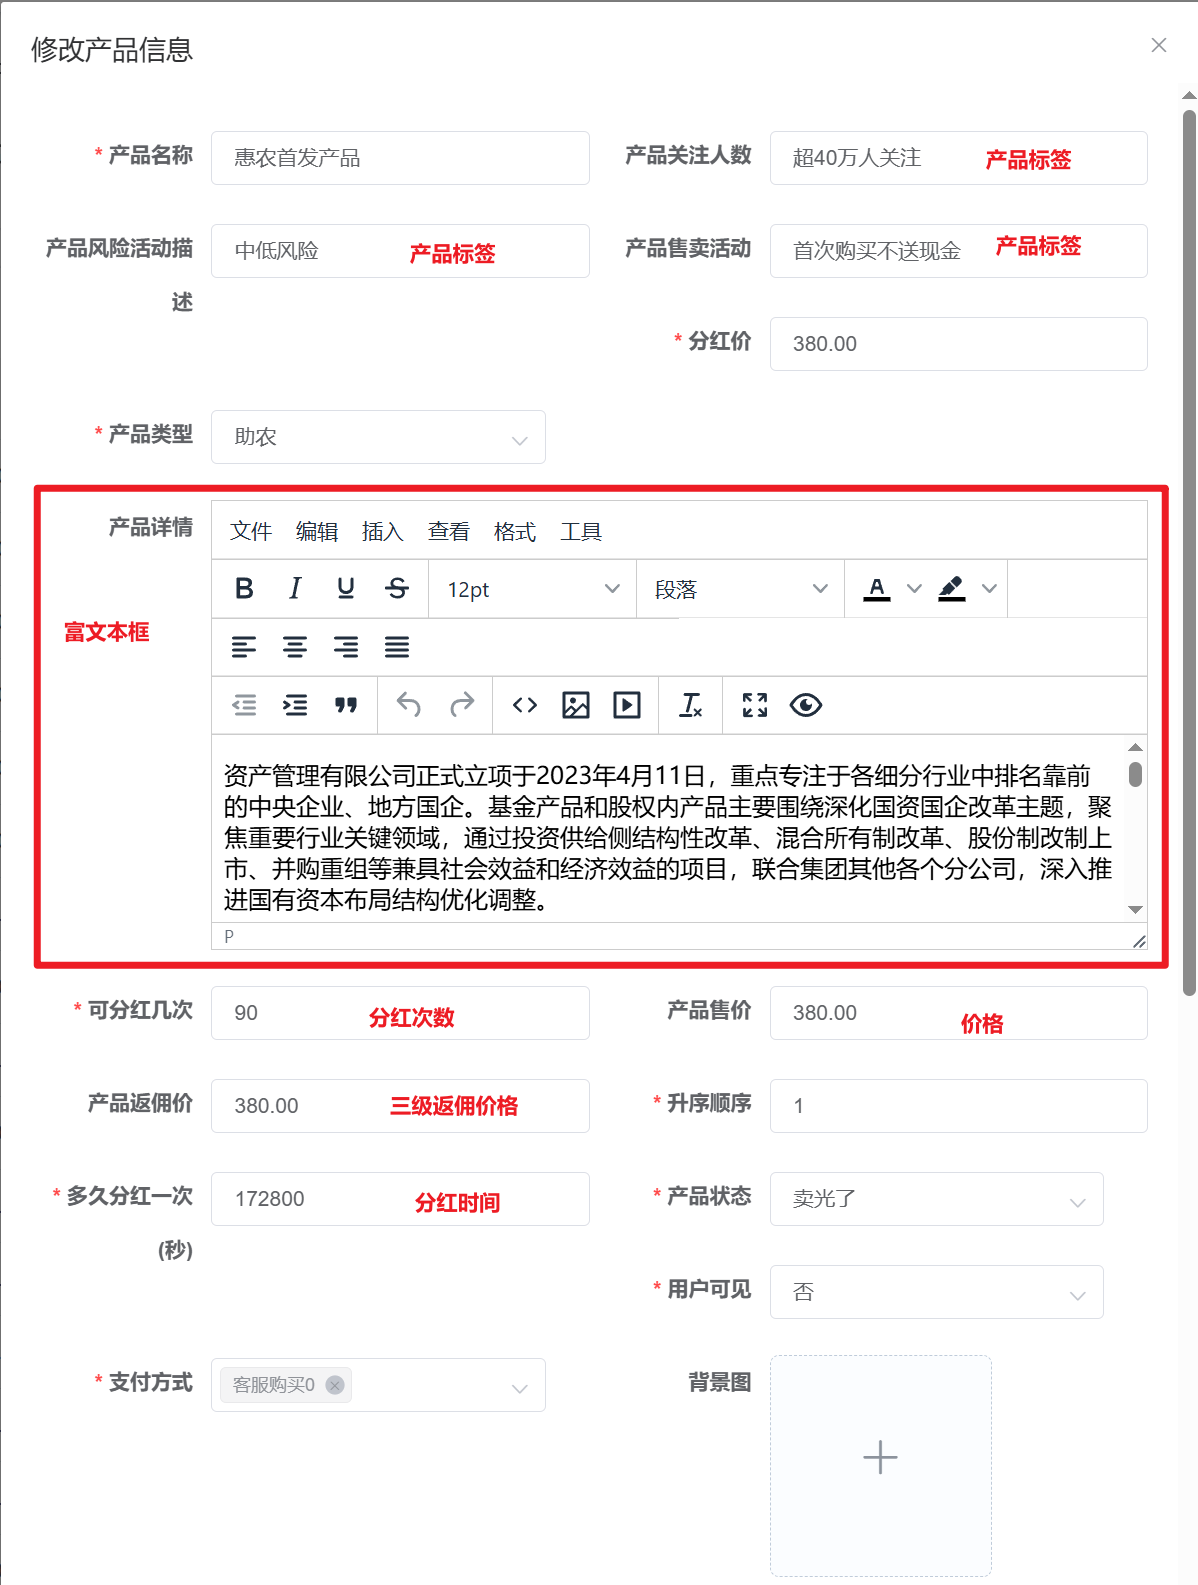 修改产品信息
* 产品名称 惠农首发产品 产品关注人数 超40万人关注 产品标签
产品风险活动描述 中低风险 产品标签 产品售卖活动 首次购买不送现金 产品标签
* 分红价 380.00
* 产品类型 助农
产品详情 文件 编辑 插入 查看 格式 工具
B I U S 12pt 段落 A
富文本框
资产管理有限公司正式立项于2023年4月11日，重点专注于各细分行业中排名靠前
的中央企业、地方国企。基金产品和股权内产品主要围绕深化国资国企改革主题，聚
焦重要行业关键领域，通过投资供给侧结构性改革、混合所有制改革、股份制改制上
市、并购重组等兼具社会效益和经济效益的项目，联合集团其他各个分公司，深入推
进国有资本布局结构优化调整。
P
* 可分红几次 90 分红次数 产品售价 380.00 价格
产品返佣价 380.00 三级返佣价格 * 升序顺序 1
* 多久分红一次(秒) 172800 分红时间 * 产品状态 卖光了
* 用户可见 否
* 支付方式 客服购买0 背景图